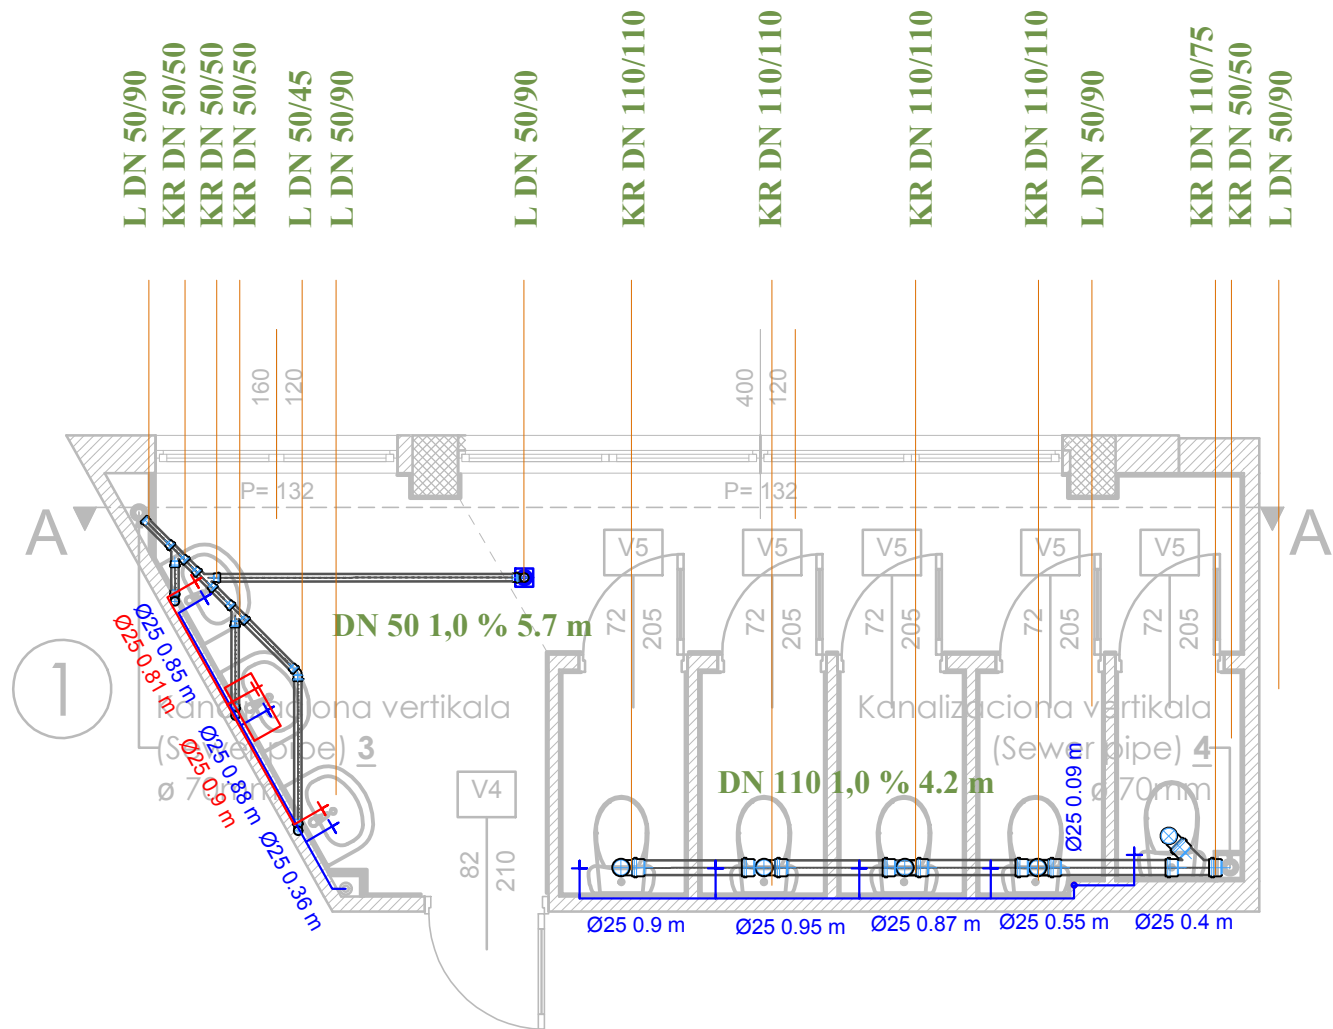 L DN 50/90
KR DN 50/50
KR DN 50/50
KR DN 50/50
L DN 50/45
L DN 50/90
L DN 50/90
KR DN 110/110
KR DN 110/110
KR DN 110/110
KR DN 110/110
L DN 50/90
KR DN 110/75
KR DN 50/50
L DN 50/90
160
120
400
120
P= 132
P= 132
A
A
V5
V5
V5
V5
V5
72
205
72
205
72
205
72
205
72
205
DN 50 1,0 % 5.7 m
1
Ø25 0.85 m
Ø25 0.81 m
Kanalizaciona vertikala
(Sewer pipe) 3
ø 70mm
Ø25 0.88 m
Ø25 0.9 m
Ø25 0.36 m
Kanalizaciona vertikala
(Sewer pipe) 4
ø 70mm
DN 110 1,0 % 4.2 m
Ø25 0.09 m
V4
82
210
Ø25 0.9 m
Ø25 0.95 m
Ø25 0.87 m
Ø25 0.55 m
Ø25 0.4 m